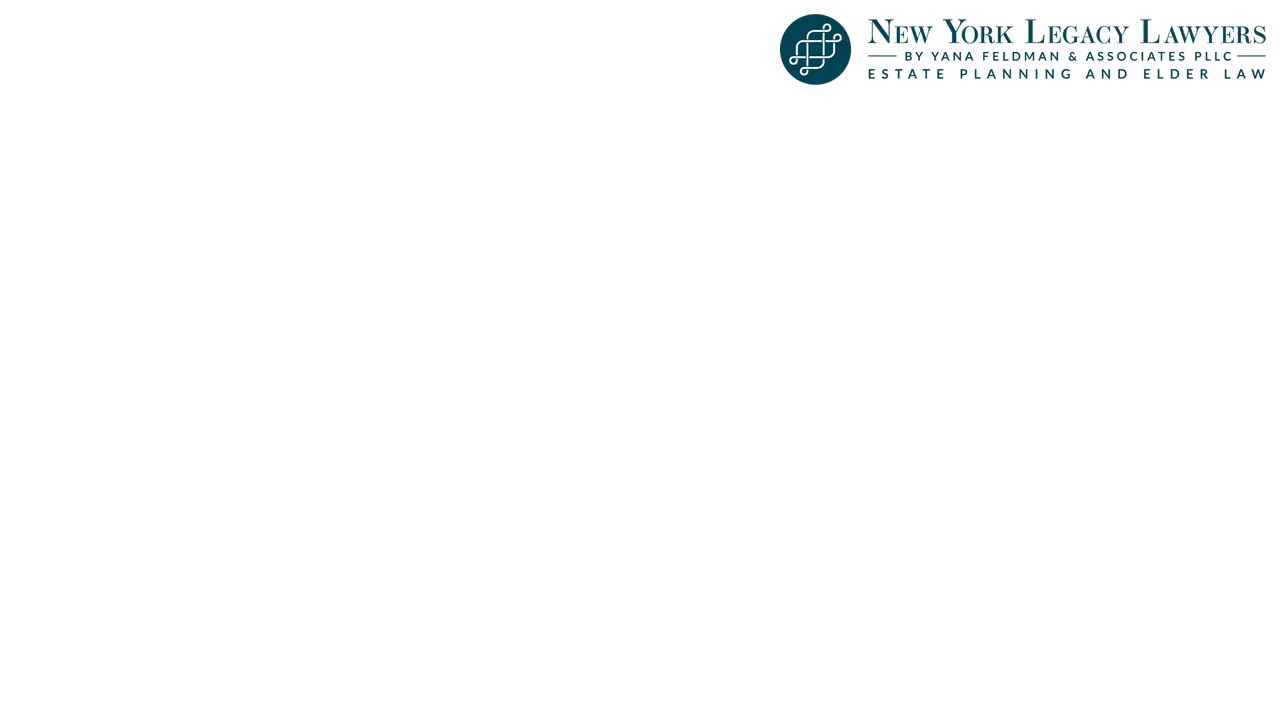 NEW YORK LEGACY LAWYERS
BY YANA FELDMAN & ASSOCIATES PLLC
ESTATE PLANNING AND ELDER LAW